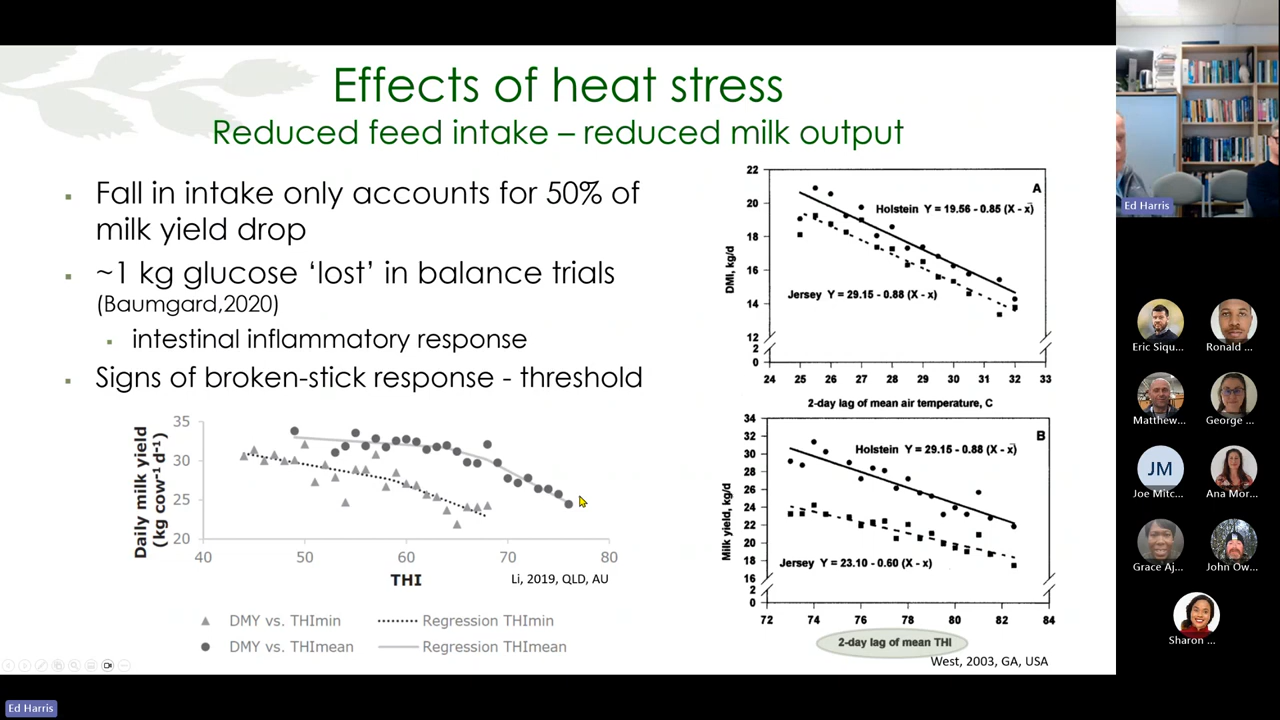 Effects of heat stress
Reduced feed intake – reduced milk output
▪ Fall in intake only accounts for 50% of
milk yield drop
▪ ~1 kg glucose ‘lost’ in balance trials
(Baumgard,2020)
▪ intestinal inflammatory response
▪ Signs of broken-stick response - threshold
Daily milk yield
(kg cow⁻¹ d⁻¹)
35
30
25
20
40 50 60 70 80
THI
Li, 2019, QLD, AU
DMY vs. THImin Regression THImin
DMY vs. THImean Regression THImean
A
DMI, kg/d
22
20
18
16
14
12
2
0
Holstein Y = 19.56 - 0.85 (X - x̄)
Jersey Y = 29.15 - 0.88 (X - x)
24 25 26 27 28 29 30 31 32 33
2-day lag of mean air temperature, C
B
Milk yield, kg/d
34
32
30
28
26
24
22
20
18
16
2
0
Holstein Y = 29.15 - 0.88 (X - x̄)
Jersey Y = 23.10 - 0.60 (X - x)
72 74 76 78 80 82 84
2-day lag of mean THI
West, 2003, GA, USA
Ed Harris
Eric Siqu... Ronald ...
Matthew... George ...
JM
Joe Mitc... Ana Mor...
Grace Aj... John Ow...
Sharon ...
Ed Harris